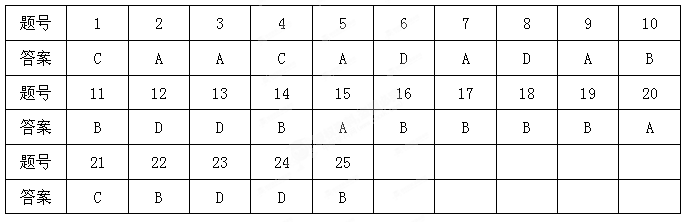 题号 1 2 3 4 5 6 7 8 9 10
答案 C A A C A D A D A B
题号 11 12 13 14 15 16 17 18 19 20
答案 B D D B A B B B B A
题号 21 22 23 24 25
答案 C B D D B